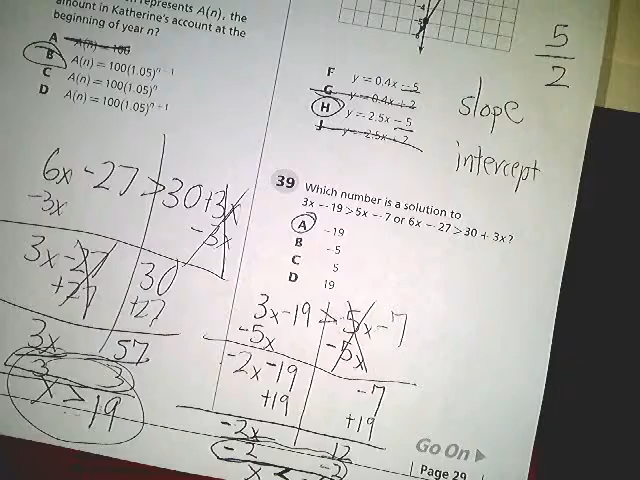 represents A(n), the
amount in Katherine's account at the
beginning of year n?
A A(n) = 100
B A(n) = 100(1.05)ⁿ⁻¹
C A(n) = 100(1.05)ⁿ
D A(n) = 100(1.05)ⁿ⁺¹
6x -27 > 30+3x
-3x -3x
3x-27 30
+27 +27
3x 57
3 3
x > 19
F y = 0.4x - 5
G y = 0.4x + 2
H y = 2.5x - 5
J y = 2.5x + 2
5
2
slope
intercept
39 Which number is a solution to
3x - 19 > 5x - 7 or 6x - 27 > 30 + 3x?
A -19
B -5
C 5
D 19
3x-19 > 5x-7
-5x -5x
-2x-19 -7
+19 +19
-2x 12
-2 -2
x <
Go On
Page 29